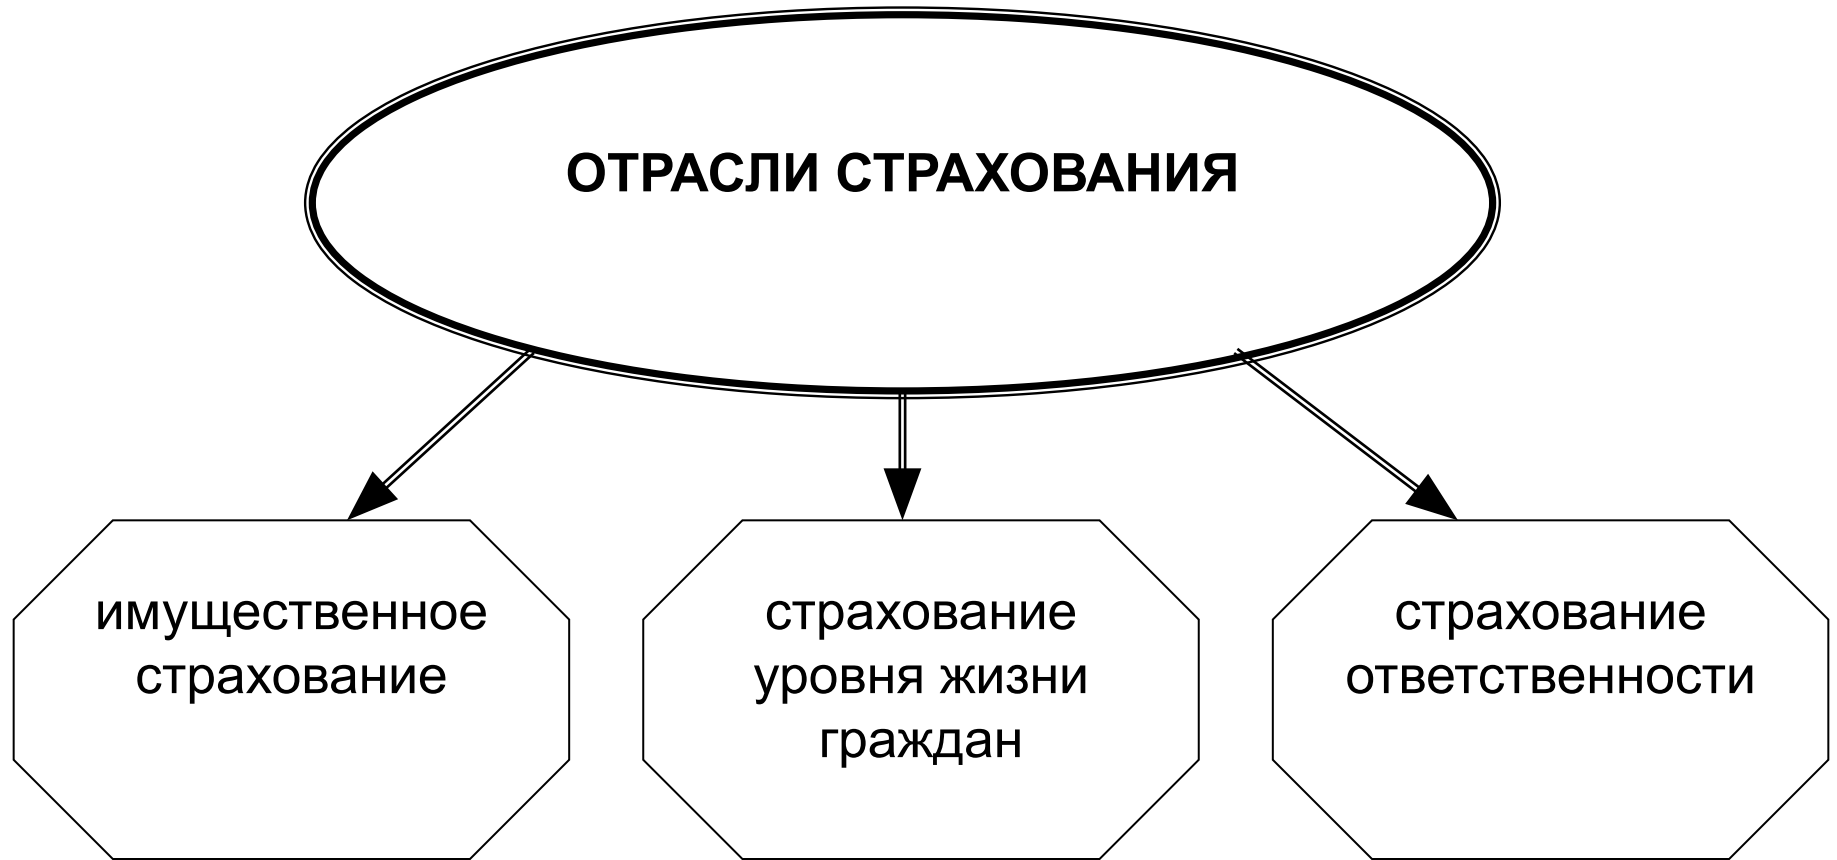 ОТРАСЛИ СТРАХОВАНИЯ
имущественное
страхование
страхование
уровня жизни
граждан
страхование
ответственности